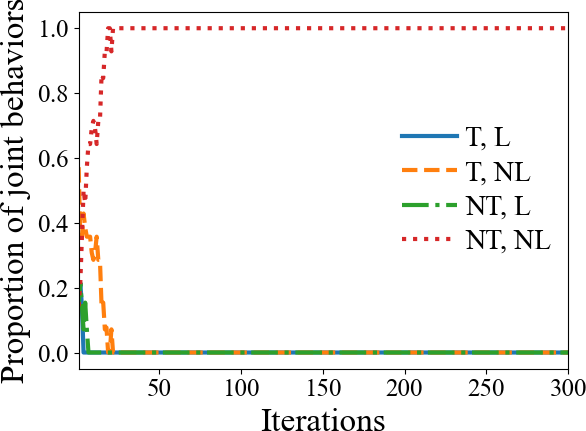 Proportion of joint behaviors
1.0
0.8
0.6
0.4
0.2
0.0
T, L
T, NL
NT, L
NT, NL
50 100 150 200 250 300
Iterations